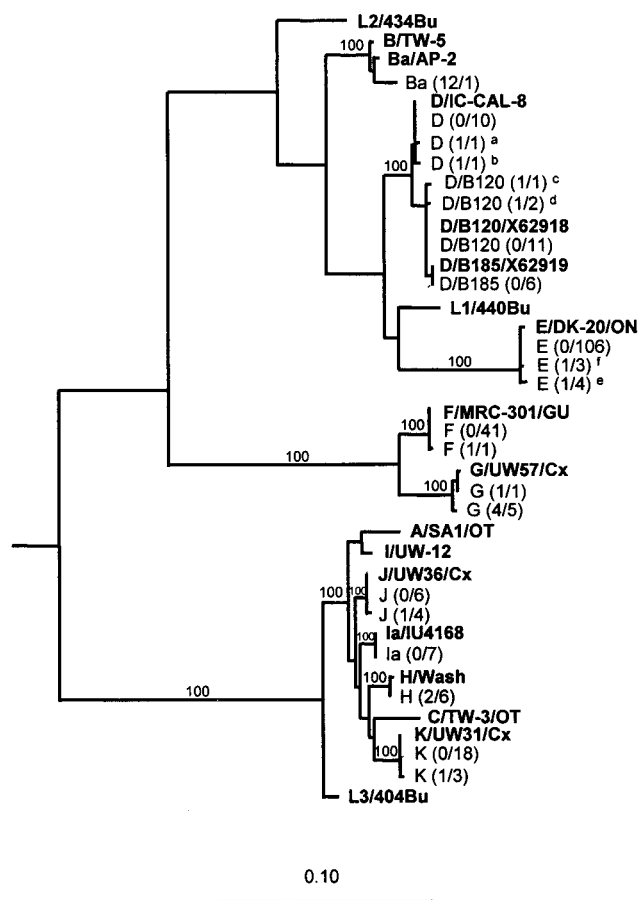 L2/434Bu
100
B/TW-5
Ba/AP-2
Ba (12/1)
D/IC-CAL-8
D (0/10)
D (1/1) a
100
D (1/1) b
D/B120 (1/1) c
D/B120 (1/2) d
D/B120/X62918
D/B120 (0/11)
D/B185/X62919
D/B185 (0/6)
L1/440Bu
E/DK-20/ON
E (0/106)
100
E (1/3) f
E (1/4) e
F/MRC-301/GU
100
F (0/41)
F (1/1)
100
G/UW57/Cx
100
G (1/1)
G (4/5)
A/SA1/OT
I/UW-12
J/UW36/Cx
100
100
J (0/6)
J (1/4)
Ia/IU4168
100
Ia (0/7)
H/Wash
100
H (2/6)
100
C/TW-3/OT
K/UW31/Cx
100
K (0/18)
K (1/3)
L3/404Bu
0.10